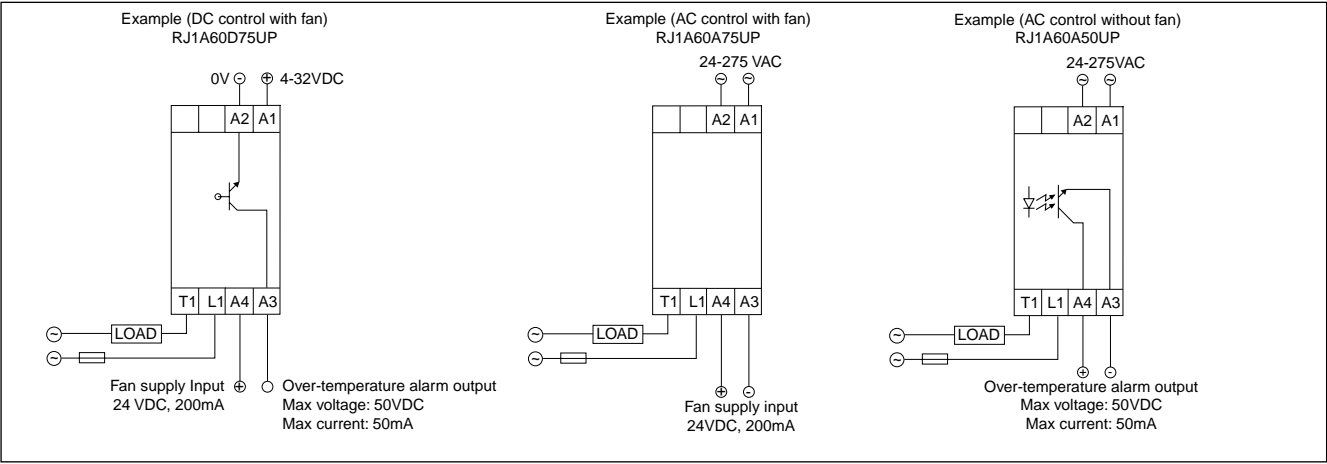 Example (DC control with fan)
RJ1A60D75UP
0V - + 4-32VDC
A2 A1
T1 L1 A4 A3
~ LOAD
~
Fan supply Input +
24 VDC, 200mA
Over-temperature alarm output
Max voltage: 50VDC
Max current: 50mA
Example (AC control with fan)
RJ1A60A75UP
24-275 VAC
~ ~
A2 A1
T1 L1 A4 A3
~ LOAD
~
+ -
Fan supply input
24VDC, 200mA
Example (AC control without fan)
RJ1A60A50UP
24-275VAC
~ ~
A2 A1
T1 L1 A4 A3
~ LOAD
~
+ -
Over-temperature alarm output
Max voltage: 50VDC
Max current: 50mA